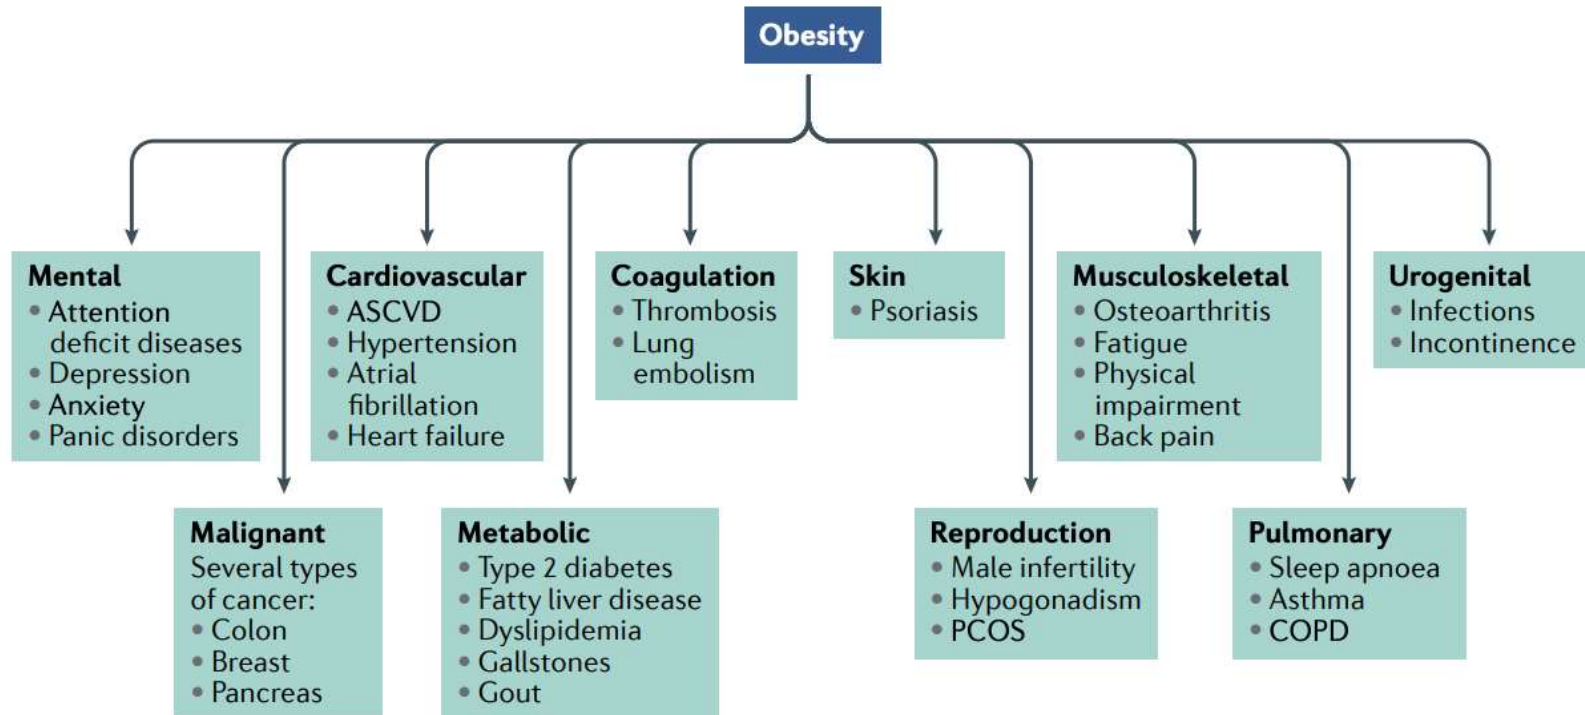 Obesity
Mental
• Attention
deficit diseases
• Depression
• Anxiety
• Panic disorders
Cardiovascular
• ASCVD
• Hypertension
• Atrial
fibrillation
• Heart failure
Coagulation
• Thrombosis
• Lung
embolism
Skin
• Psoriasis
Musculoskeletal
• Osteoarthritis
• Fatigue
• Physical
impairment
• Back pain
Urogenital
• Infections
• Incontinence
Malignant
Several types
of cancer:
• Colon
• Breast
• Pancreas
Metabolic
• Type 2 diabetes
• Fatty liver disease
• Dyslipidemia
• Gallstones
• Gout
Reproduction
• Male infertility
• Hypogonadism
• PCOS
Pulmonary
• Sleep apnoea
• Asthma
• COPD